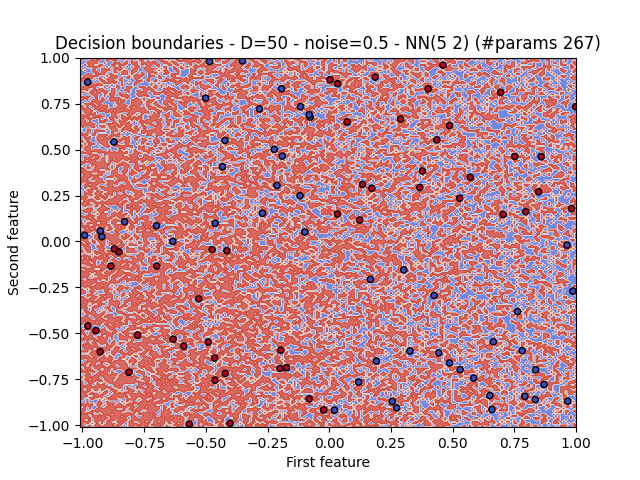 Decision boundaries - D=50 - noise=0.5 - NN(5 2) (#params 267)
1.00
0.75
0.50
0.25
0.00
−0.25
−0.50
−0.75
−1.00
Second feature
−1.00 −0.75 −0.50 −0.25 0.00 0.25 0.50 0.75 1.00
First feature